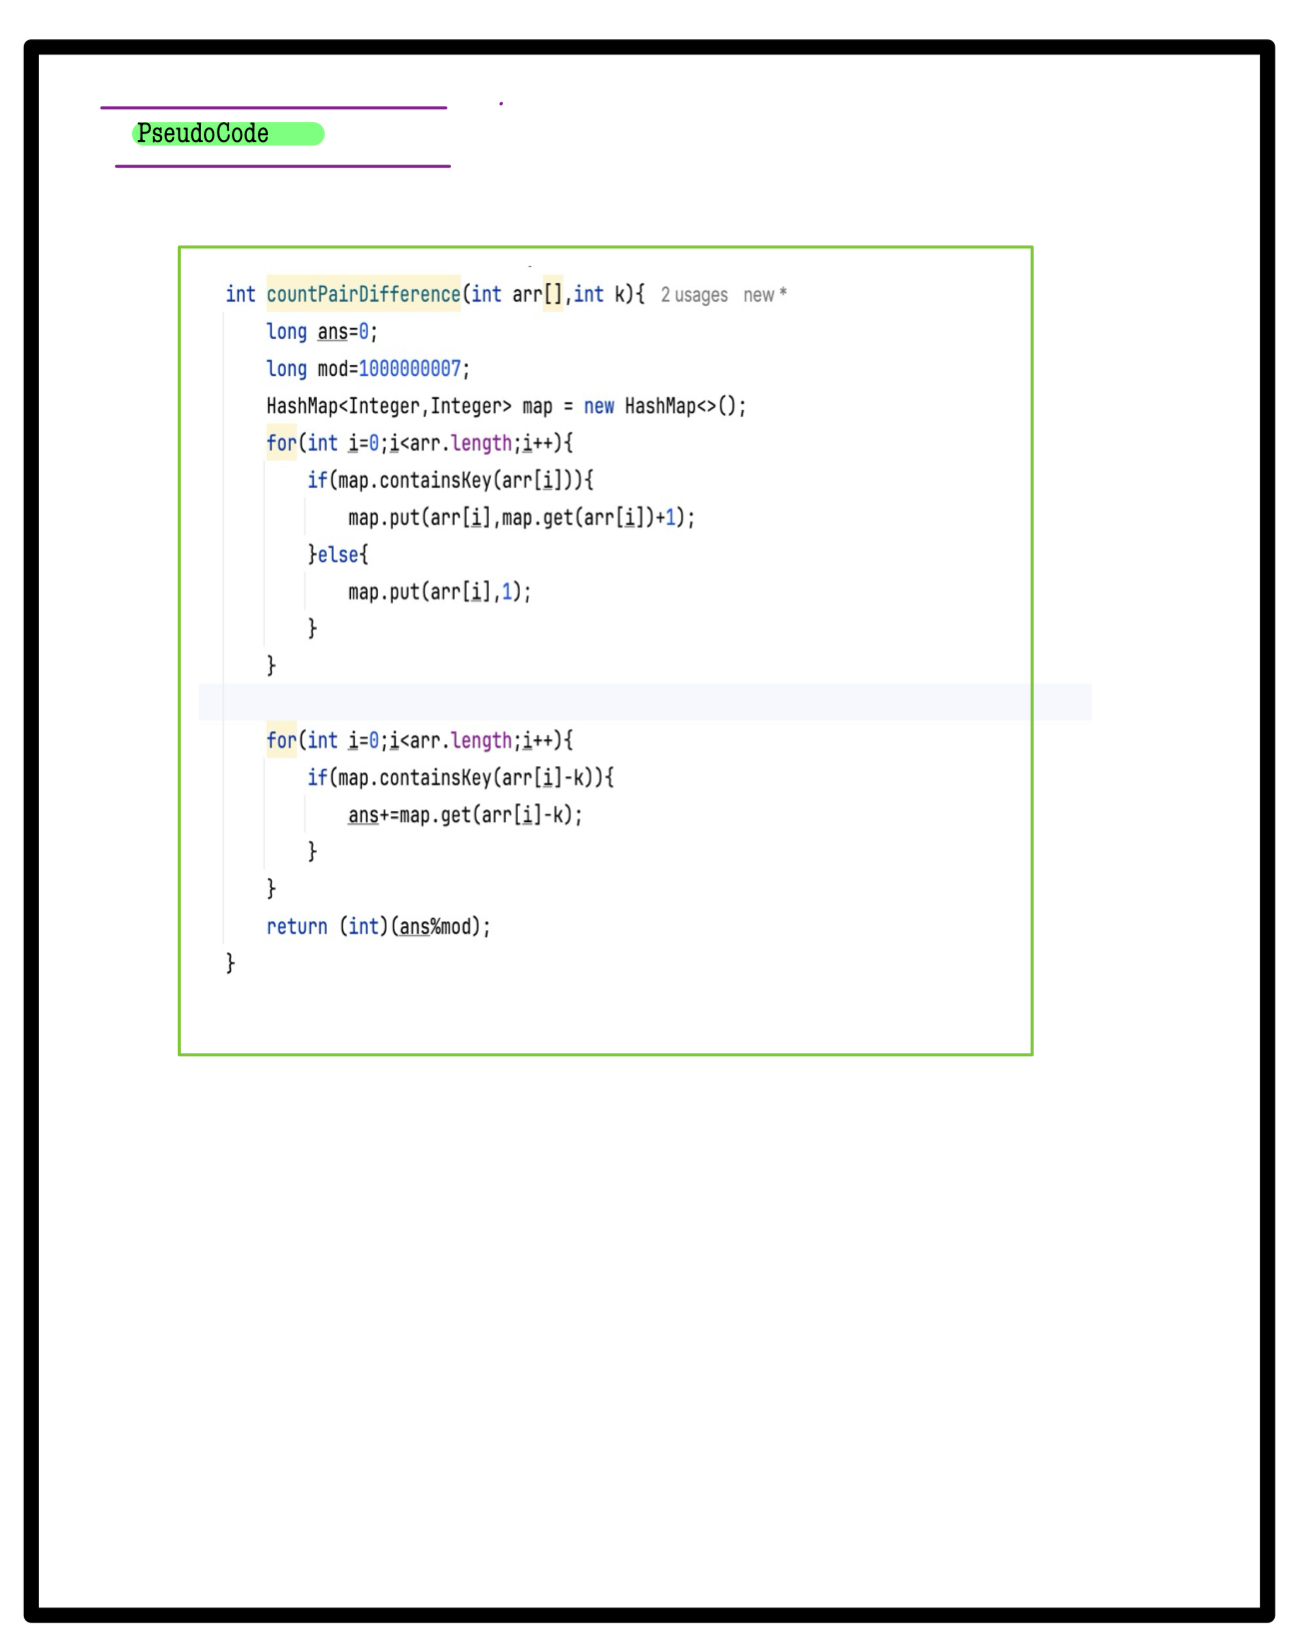 PseudoCode
int countPairDifference(int arr[],int k){ 2 usages new *
long ans=0;
long mod=1000000007;
HashMap<Integer,Integer> map = new HashMap<>();
for(int i=0;i<arr.length;i++){
if(map.containsKey(arr[i])){
map.put(arr[i],map.get(arr[i])+1);
}else{
map.put(arr[i],1);
}
}
for(int i=0;i<arr.length;i++){
if(map.containsKey(arr[i]-k)){
ans+=map.get(arr[i]-k);
}
}
return (int)(ans%mod);
}